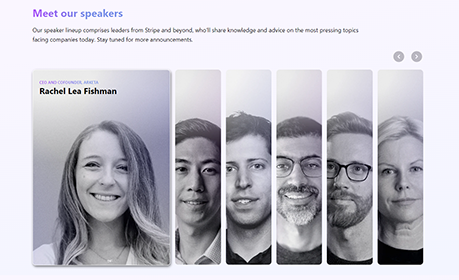 Meet our speakers
Our speaker lineup comprises leaders from Stripe and beyond, who'll share knowledge and advice on the most pressing topics
facing companies today. Stay tuned for more announcements.
CEO AND COFOUNDER, ARAETA
Rachel Lea Fishman